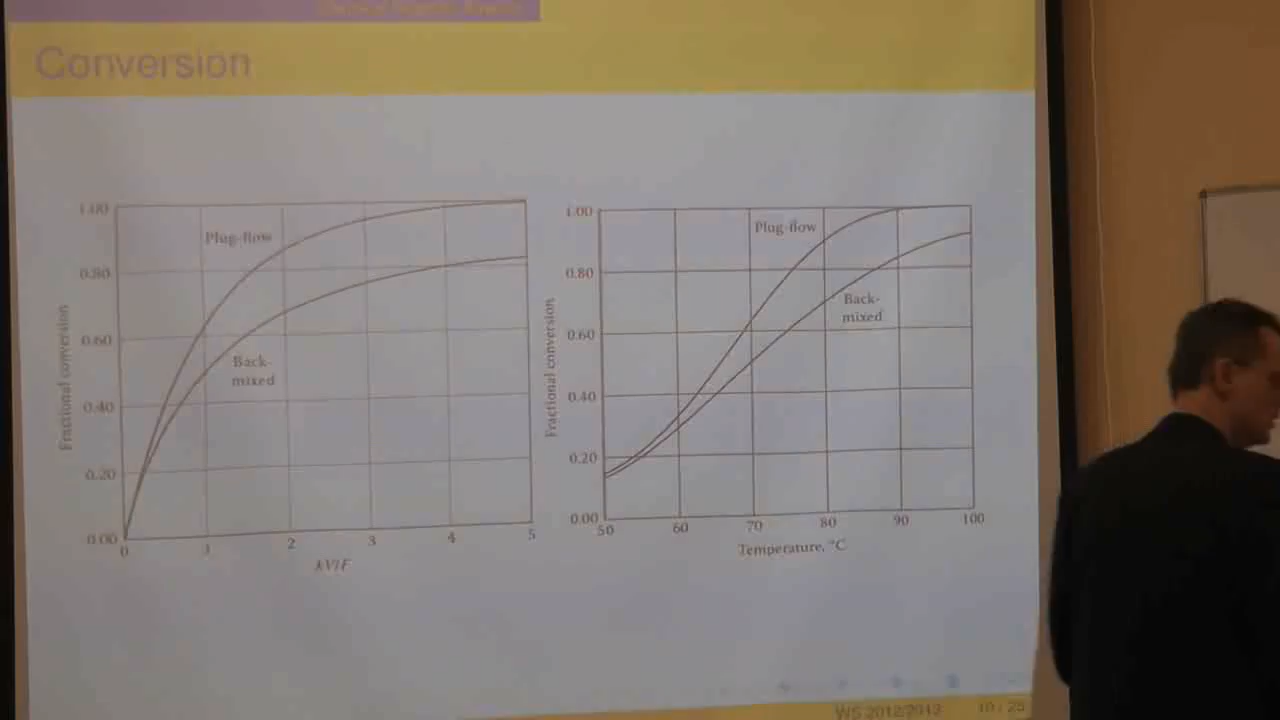 Conversion
1.00
0.80
0.60
0.40
0.20
0.00
0
1
2
3
4
5
Fractional conversion
kV/F
Plug-flow
Back-
mixed
1.00
0.80
0.60
0.40
0.20
0.00
50
60
70
80
90
100
Fractional conversion
Temperature, °C
Plug-flow
Back-
mixed
WS 2012/2013